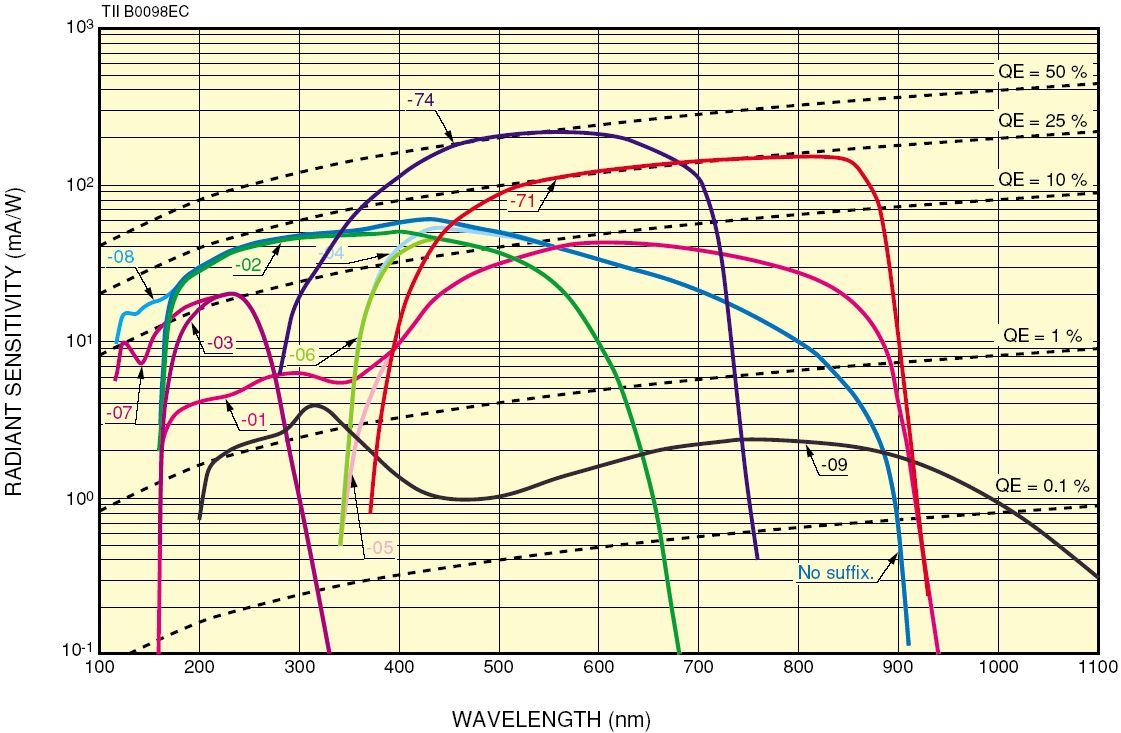 TII B0098EC
10³
10²
10¹
10⁰
10⁻¹
RADIANT SENSITIVITY (mA/W)
QE = 50 %
QE = 25 %
QE = 10 %
QE = 1 %
QE = 0.1 %
-74
-71
-08
-02
-04
-03
-06
-07
-01
-09
-05
No suffix.
100 200 300 400 500 600 700 800 900 1000 1100
WAVELENGTH (nm)